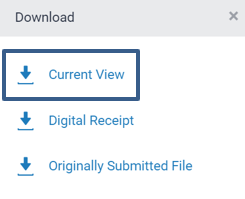 Download
Current View
Digital Receipt
Originally Submitted File